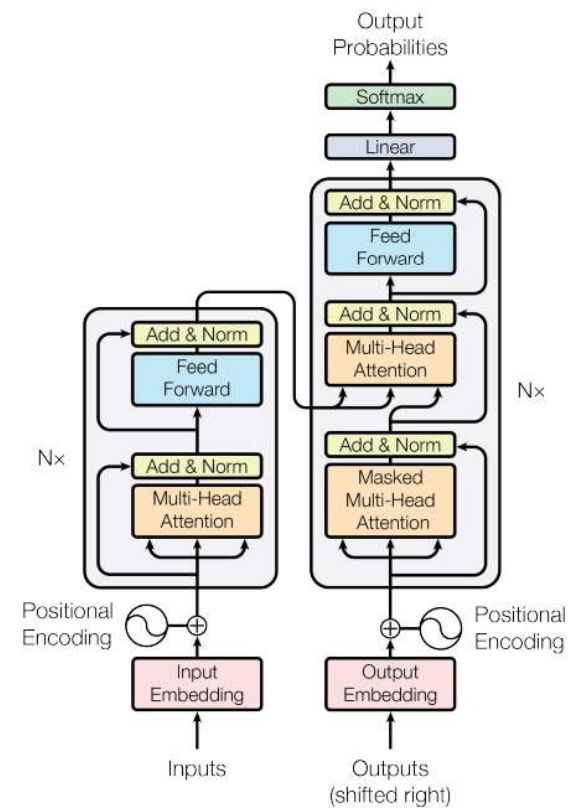 Output
Probabilities
Softmax
Linear
Add & Norm
Feed
Forward
Add & Norm
Multi-Head
Attention
Add & Norm
Masked
Multi-Head
Attention
Nx
Add & Norm
Feed
Forward
Add & Norm
Multi-Head
Attention
Nx
Positional
Encoding
Positional
Encoding
Input
Embedding
Output
Embedding
Inputs
Outputs
(shifted right)